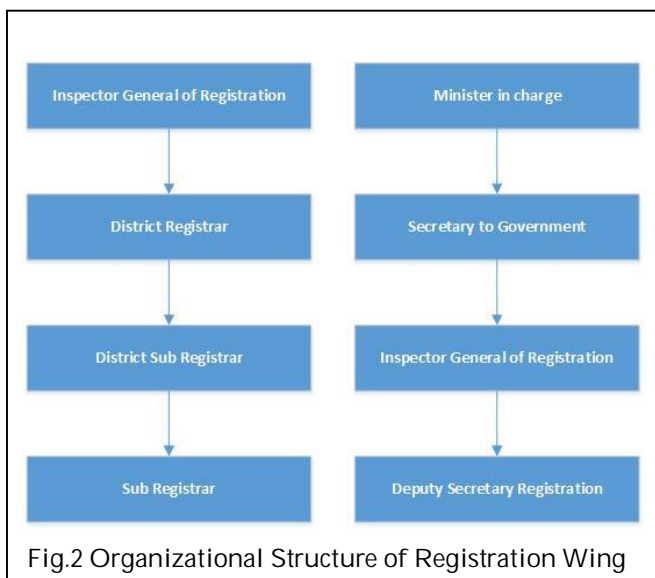 Inspector General of Registration
District Registrar
District Sub Registrar
Sub Registrar
Minister in charge
Secretary to Government
Inspector General of Registration
Deputy Secretary Registration
Fig.2 Organizational Structure of Registration Wing